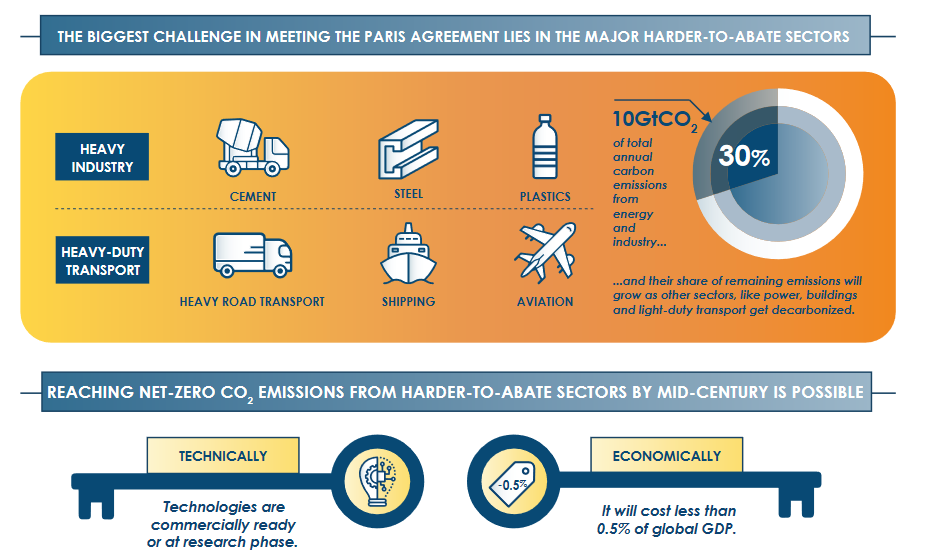 THE BIGGEST CHALLENGE IN MEETING THE PARIS AGREEMENT LIES IN THE MAJOR HARDER-TO-ABATE SECTORS
HEAVY
INDUSTRY
CEMENT
STEEL
PLASTICS
HEAVY-DUTY
TRANSPORT
HEAVY ROAD TRANSPORT
SHIPPING
AVIATION
10GtCO2
of total
annual
carbon
emissions
from
energy
and
industry...
30%
...and their share of remaining emissions will
grow as other sectors, like power, buildings
and light-duty transport get decarbonized.
REACHING NET-ZERO CO2 EMISSIONS FROM HARDER-TO-ABATE SECTORS BY MID-CENTURY IS POSSIBLE
TECHNICALLY
Technologies are
commercially ready
or at research phase.
-0.5%
ECONOMICALLY
It will cost less than
0.5% of global GDP.